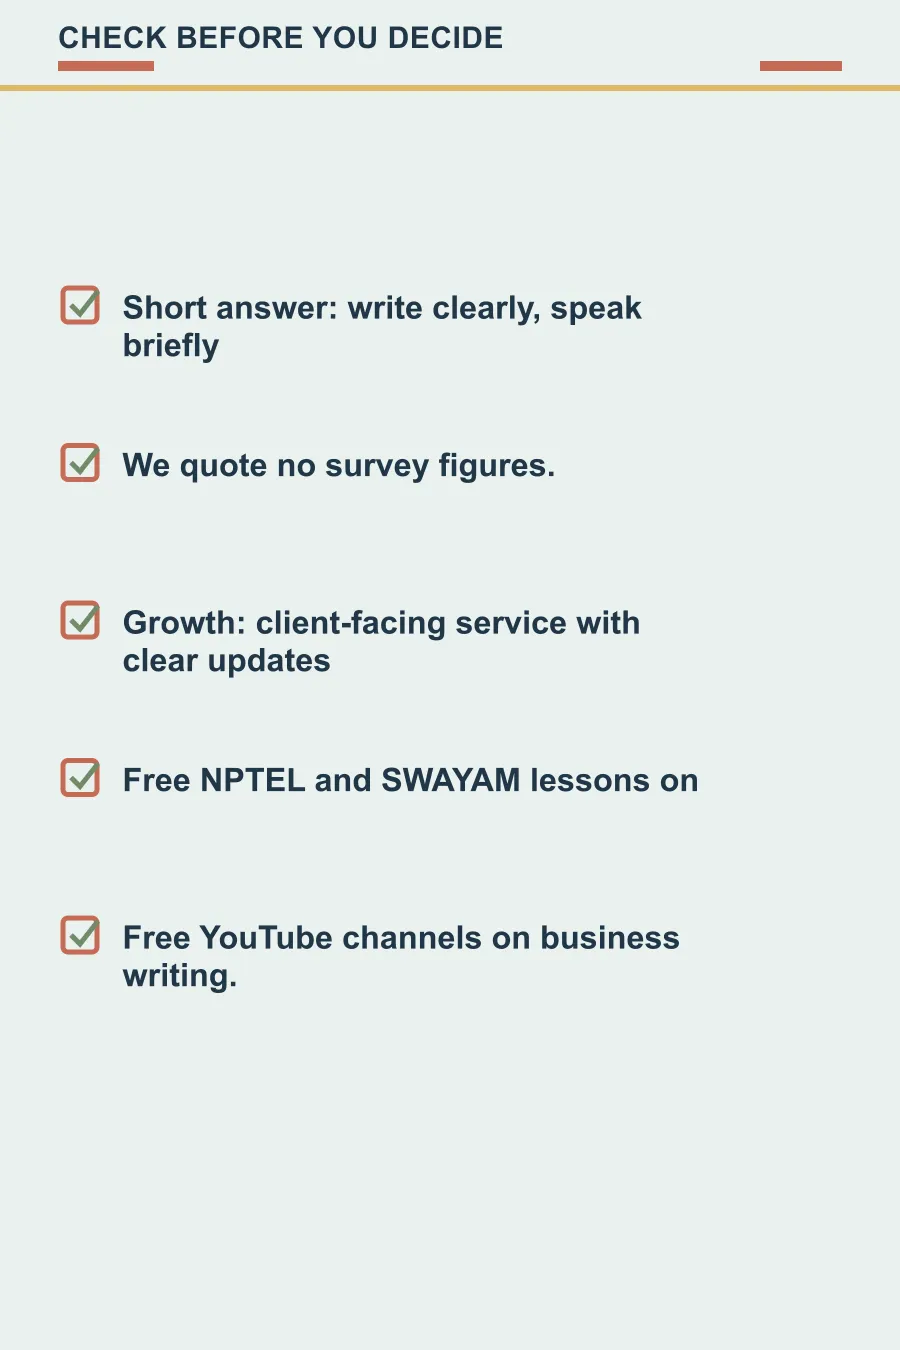 CHECK BEFORE YOU DECIDE
Short answer: write clearly, speak
briefly
We quote no survey figures.
Growth: client-facing service with
clear updates
Free NPTEL and SWAYAM lessons on
Free YouTube channels on business
writing.